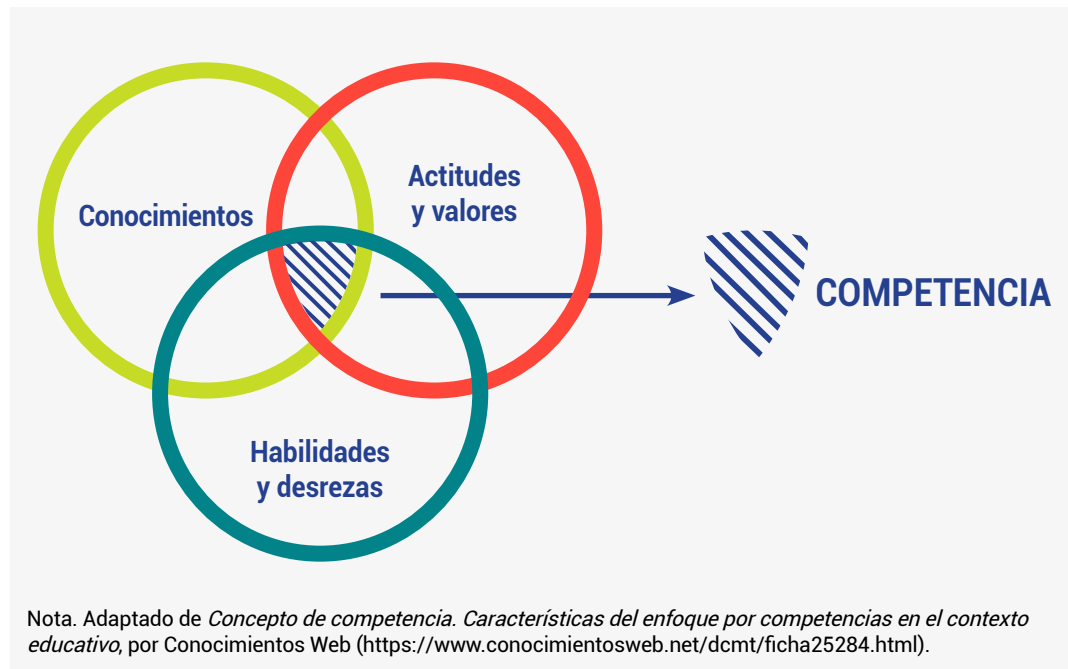 Conocimientos
Actitudes
y valores
COMPETENCIA
Habilidades
y desrezas
Nota. Adaptado de Concepto de competencia. Características del enfoque por competencias en el contexto
educativo, por Conocimientos Web (https://www.conocimientosweb.net/dcmt/ficha25284.html).